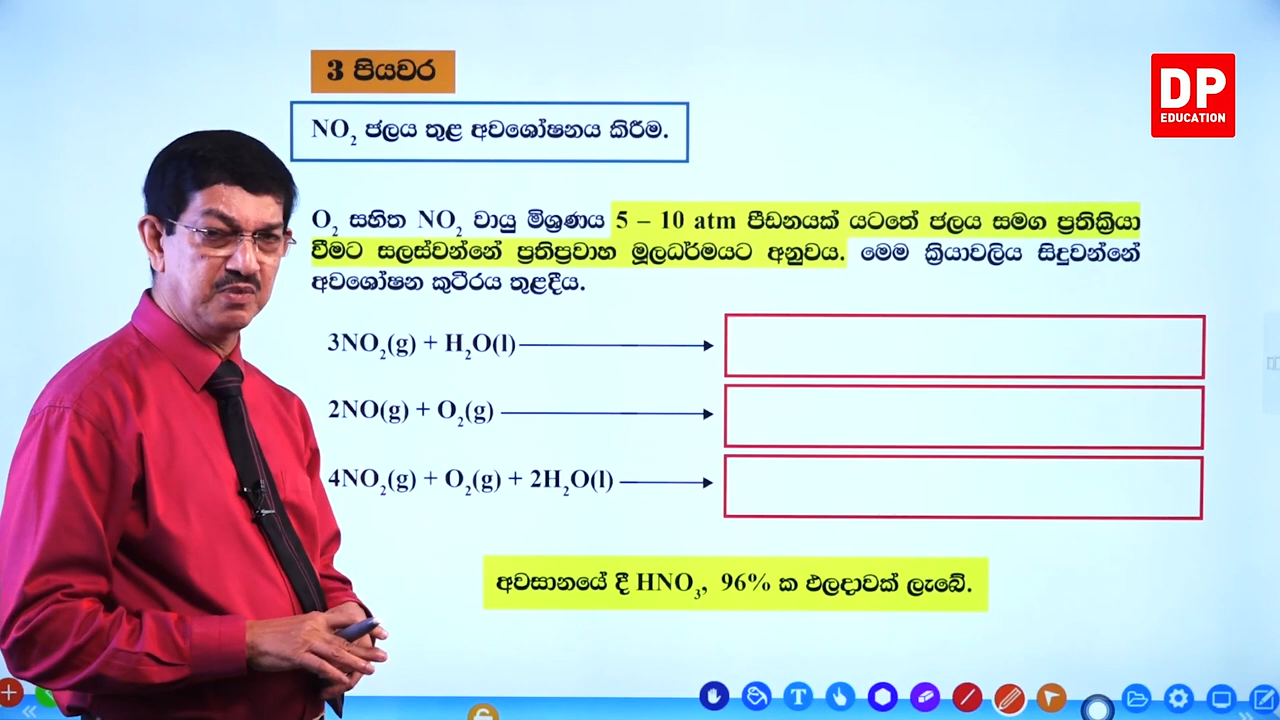 3 පියවර
DP
EDUCATION
NO₂ ජලය තුළ අවශෝෂනය කිරීම.
O₂ සහිත NO₂ වායු මිශ්‍රණය 5 – 10 atm පීඩනයක් යටතේ ජලය සමග ප්‍රතික්‍රියා
වීමට සලස්වන්නේ ප්‍රතිප්‍රවාහ මූලධර්මයට අනුවය. මෙම ක්‍රියාවලිය සිදුවන්නේ
අවශෝෂන කුටීරය තුළදීය.
3NO₂(g) + H₂O(l)
2NO(g) + O₂(g)
4NO₂(g) + O₂(g) + 2H₂O(l)
අවසානයේ දී HNO₃, 96% ක ඵලදාවක් ලැබේ.